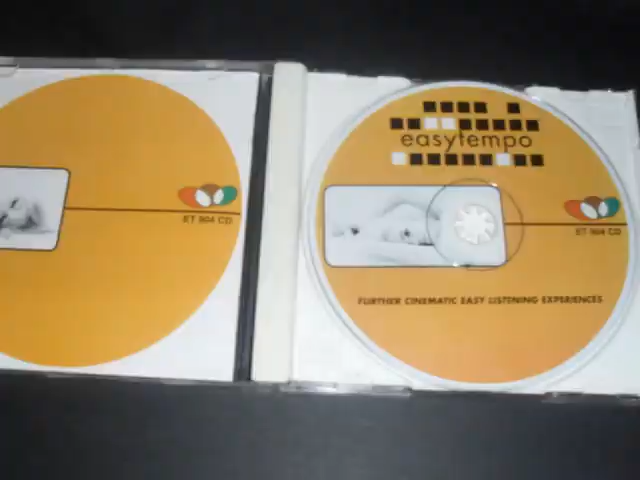 ET 904 CD
easytempo
ET 904 CD
FURTHER CINEMATIC EASY LISTENING EXPERIENCES